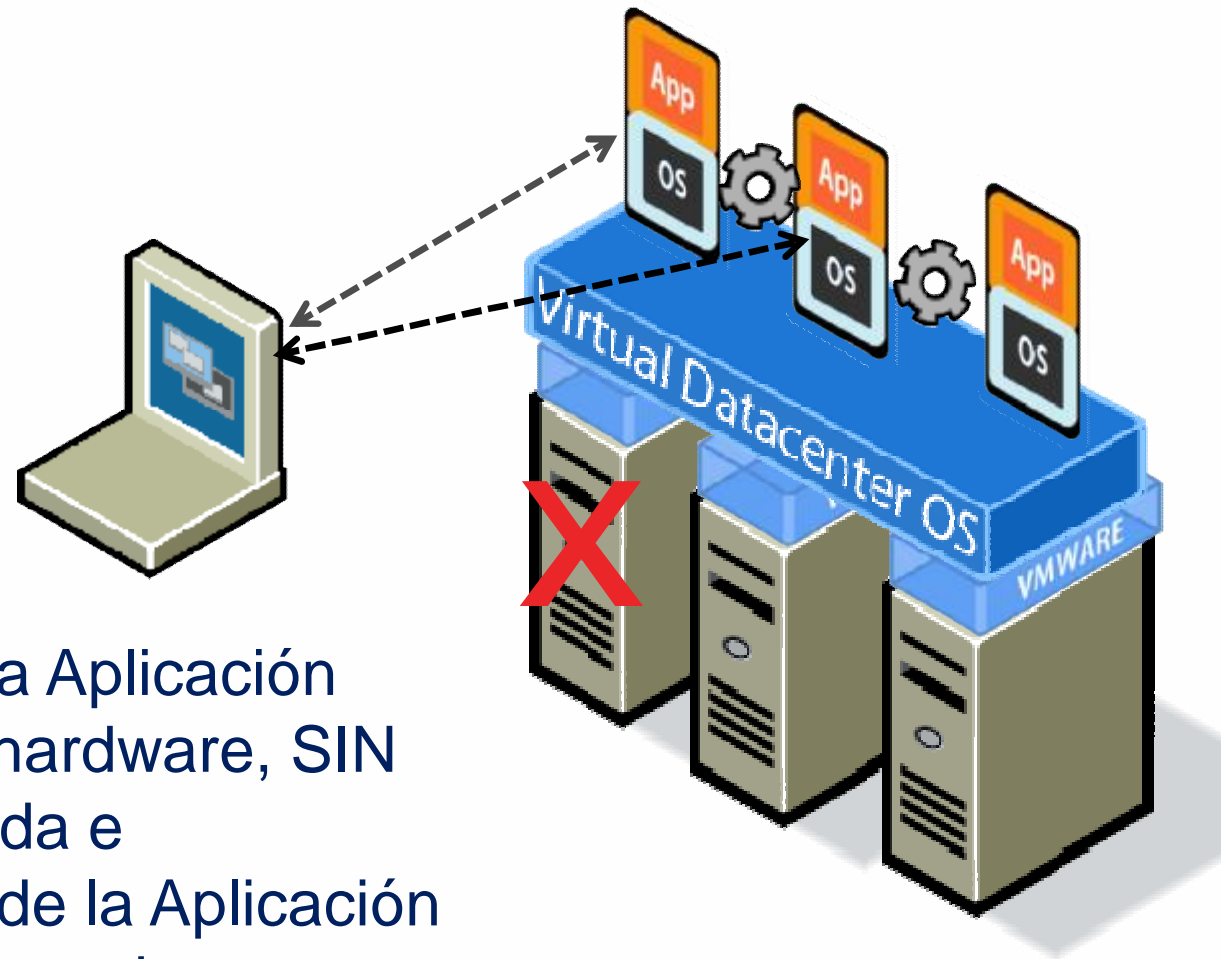 App
OS
App
OS
App
OS
Virtual Datacenter OS
VMWARE
a Aplicación
hardware, SIN
da e
de la Aplicación